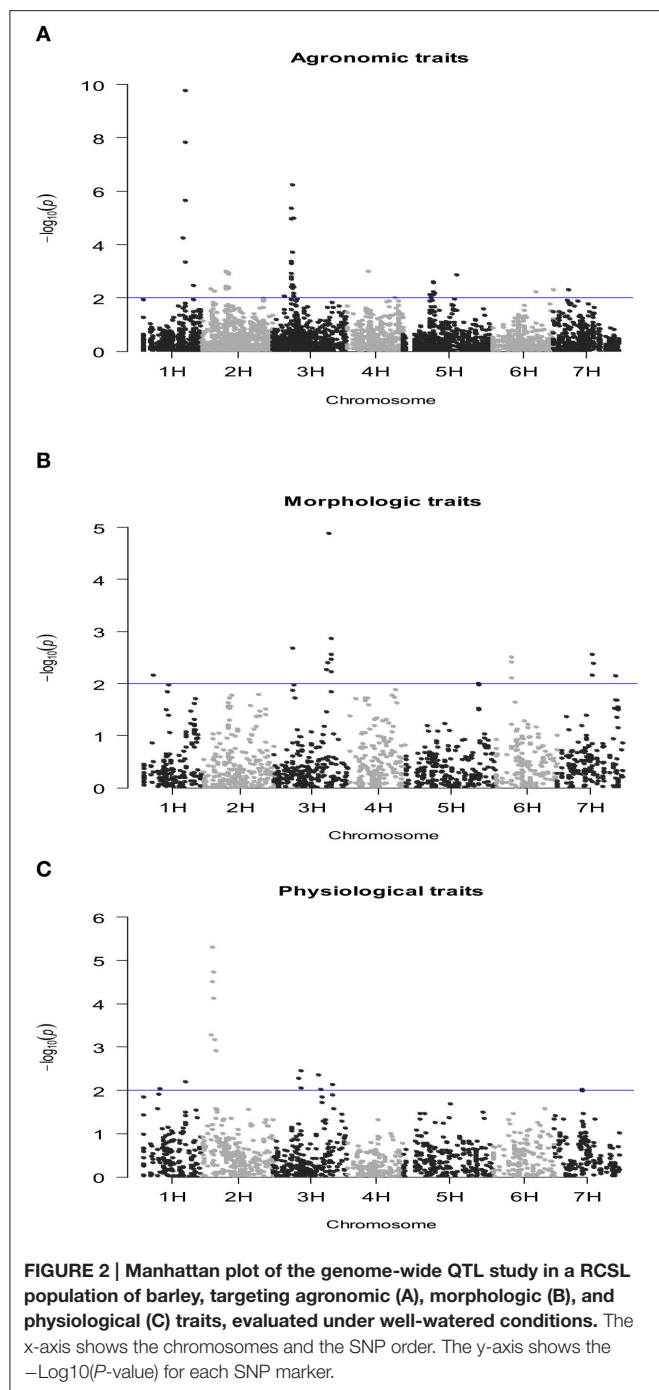 A
Agronomic traits
10
8
6
4
2
0
−log10(p)
1H 2H 3H 4H 5H 6H 7H
Chromosome
B
Morphologic traits
5
4
3
2
1
0
−log10(p)
1H 2H 3H 4H 5H 6H 7H
Chromosome
C
Physiological traits
6
5
4
3
2
1
0
−log10(p)
1H 2H 3H 4H 5H 6H 7H
Chromosome
FIGURE 2 | Manhattan plot of the genome-wide QTL study in a RCSL
population of barley, targeting agronomic (A), morphologic (B), and
physiological (C) traits, evaluated under well-watered conditions. The
x-axis shows the chromosomes and the SNP order. The y-axis shows the
−Log10(P-value) for each SNP marker.